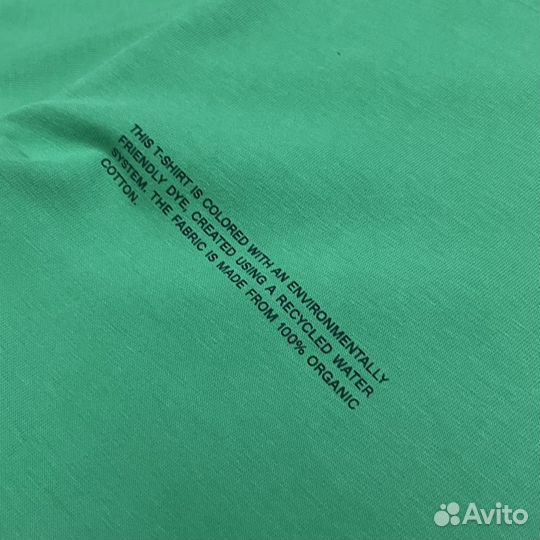 THIS T-SHIRT IS COLORED WITH AN ENVIRONMENTALLY
FRIENDLY DYE, CREATED USING A RECYCLED WATER
SYSTEM. THE FABRIC IS MADE FROM 100% ORGANIC
COTTON.
Avito